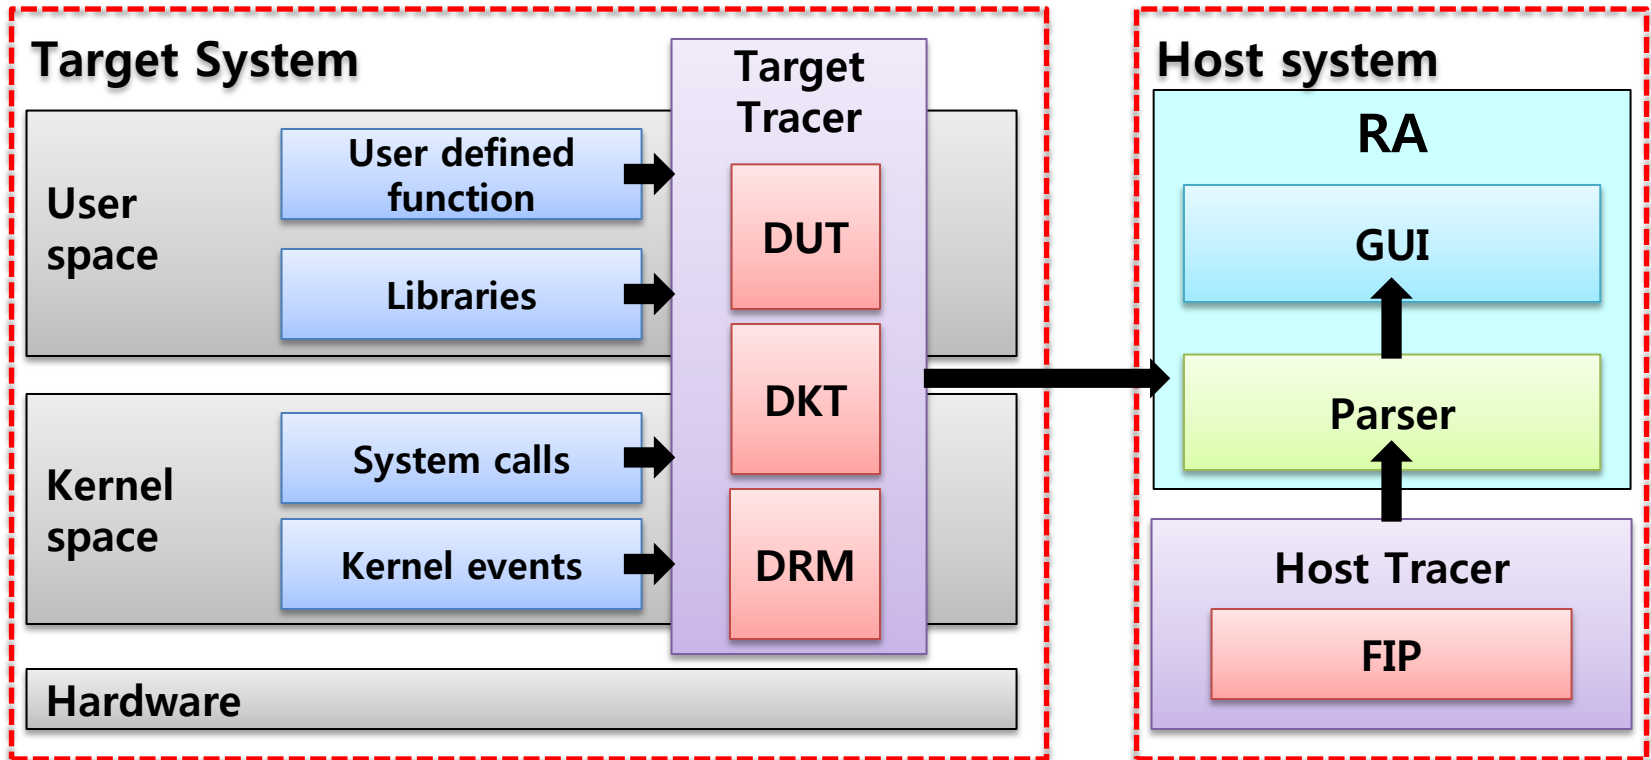 Target System
User
space
User defined
function
Libraries
Kernel
space
System calls
Kernel events
Hardware
Target
Tracer
DUT
DKT
DRM
Host system
RA
GUI
Parser
Host Tracer
FIP